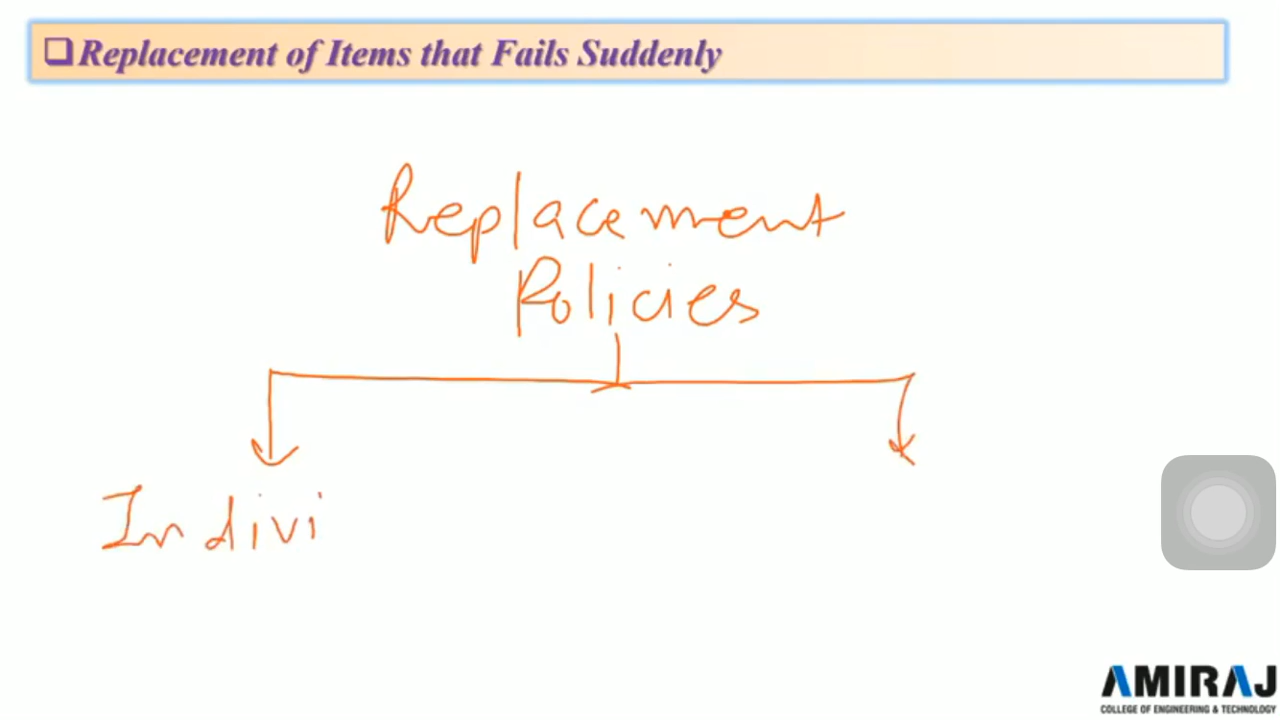 Replacement of Items that Fails Suddenly
Replacement
Policies
Indivi
AMIRAJ
COLLEGE OF ENGINEERING & TECHNOLOGY